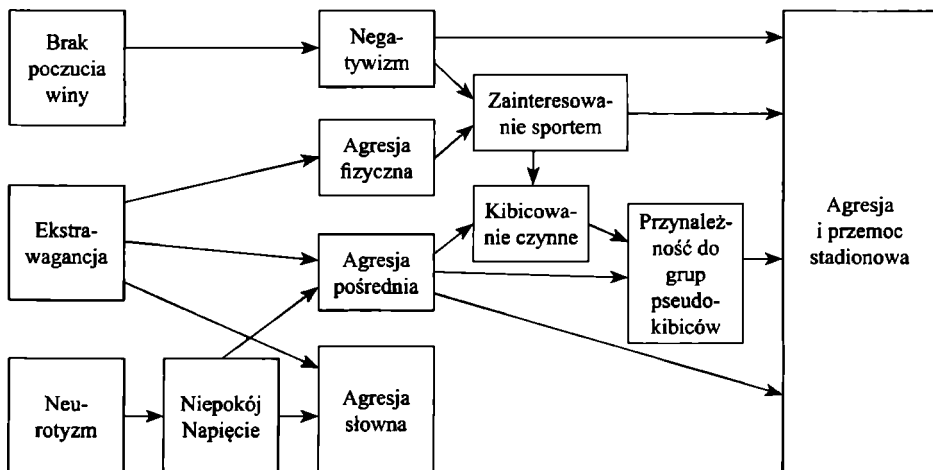 Brak
poczucia
winy
Nega-
tywizm
Zainteresowa-
nie sportem
Agresja
fizyczna
Ekstra-
wagancja
Kibicowa-
nie czynne
Przynależ-
ność do
grup
pseudo-
kibiców
Agresja
i przemoc
stadionowa
Agresja
pośrednia
Neu-
rotyzm
Niepokój
Napięcie
Agresja
słowna